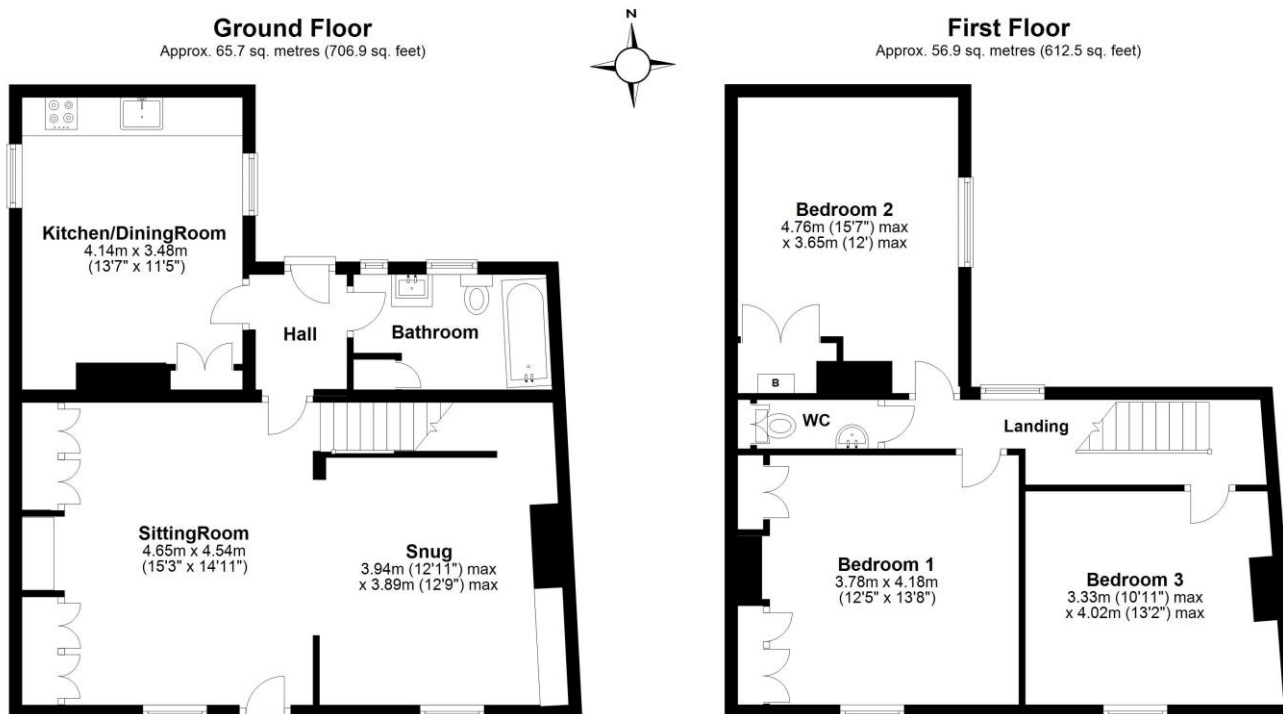 Ground Floor
Approx. 65.7 sq. metres (706.9 sq. feet)
N
First Floor
Approx. 56.9 sq. metres (612.5 sq. feet)
Kitchen/DiningRoom
4.14m x 3.48m
(13'7" x 11'5")
Hall
Bathroom
SittingRoom
4.65m x 4.54m
(15'3" x 14'11")
Snug
3.94m (12'11") max
x 3.89m (12'9") max
Bedroom 2
4.76m (15'7") max
x 3.65m (12') max
B
WC
Landing
Bedroom 1
3.78m x 4.18m
(12'5" x 13'8")
Bedroom 3
3.33m (10'11") max
x 4.02m (13'2") max